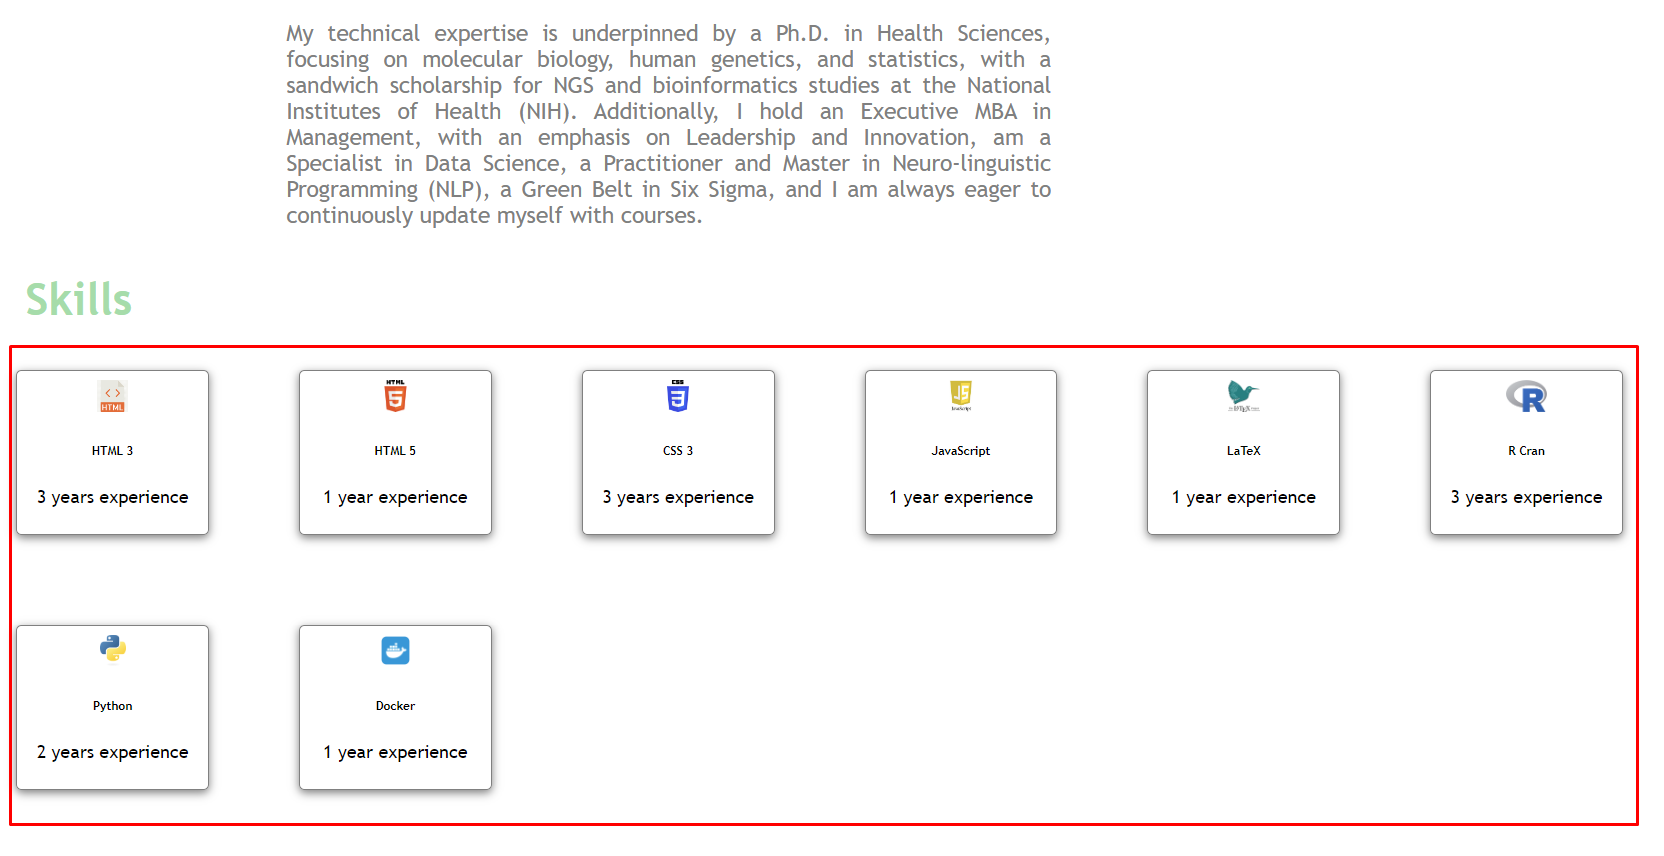 My technical expertise is underpinned by a Ph.D. in Health Sciences,
focusing on molecular biology, human genetics, and statistics, with a
sandwich scholarship for NGS and bioinformatics studies at the National
Institutes of Health (NIH). Additionally, I hold an Executive MBA in
Management, with an emphasis on Leadership and Innovation, am a
Specialist in Data Science, a Practitioner and Master in Neuro-linguistic
Programming (NLP), a Green Belt in Six Sigma, and I am always eager to
continuously update myself with courses.
Skills
HTML
HTML 3
3 years experience
HTML
5
HTML 5
1 year experience
CSS
3
CSS 3
3 years experience
JS
JavaScript
JavaScript
1 year experience
LaTeX
LaTeX
1 year experience
R
R Cran
3 years experience
Python
2 years experience
Docker
1 year experience